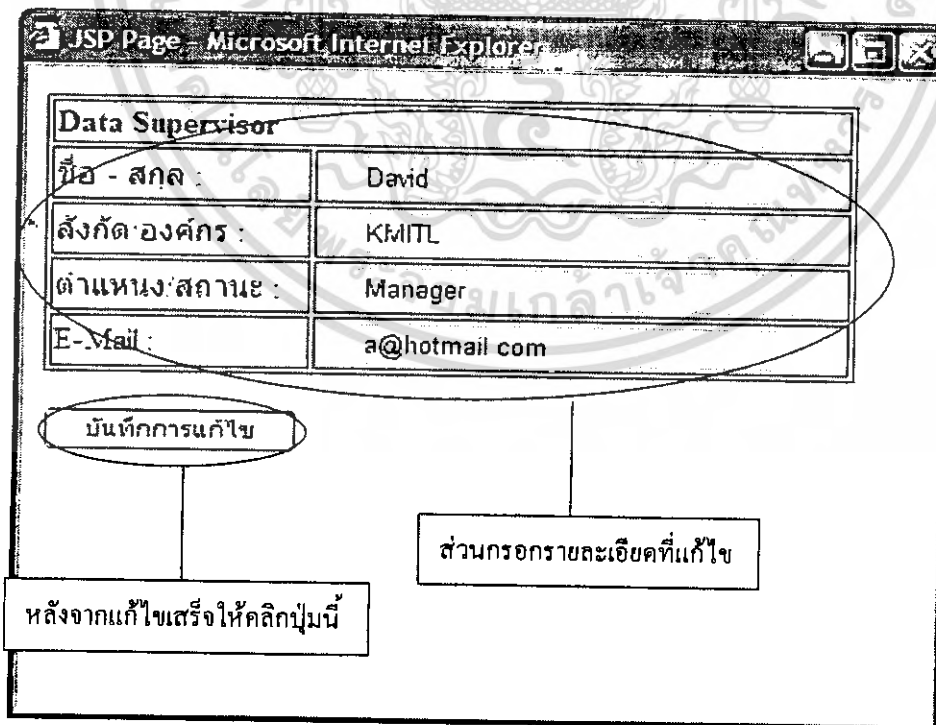 JSP Page - Microsoft Internet Explorer
Data Supervisor
ชื่อ - สกุล : David
สังกัด/องค์กร : KMITL
ตำแหน่ง/สถานะ : Manager
E-Mail : a@hotmail.com
บันทึกการแก้ไข
ส่วนกรอกรายละเอียดที่แก้ไข
หลังจากแก้ไขเสร็จให้คลิกปุ่มนี้